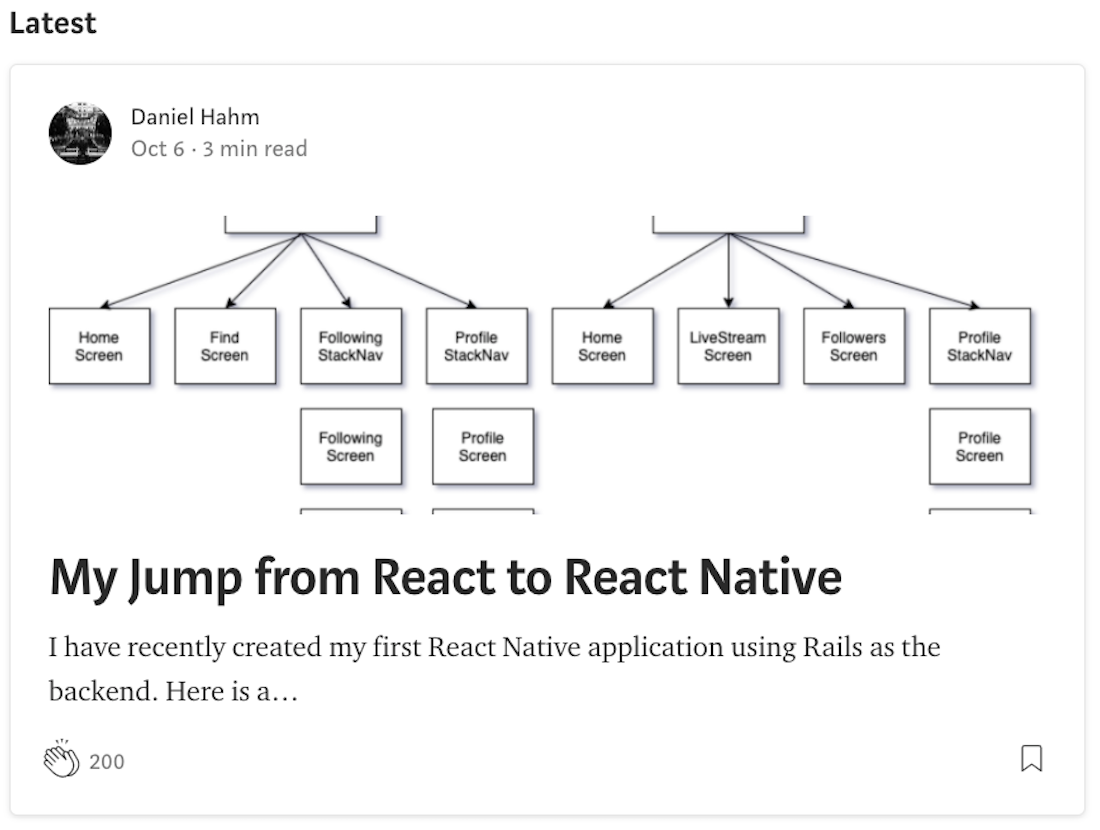 Latest
Daniel Hahm
Oct 6 · 3 min read
Home
Screen
Find
Screen
Following
StackNav
Profile
StackNav
Home
Screen
LiveStream
Screen
Followers
Screen
Profile
StackNav
Following
Screen
Profile
Screen
Profile
Screen
My Jump from React to React Native
I have recently created my first React Native application using Rails as the
backend. Here is a…
200